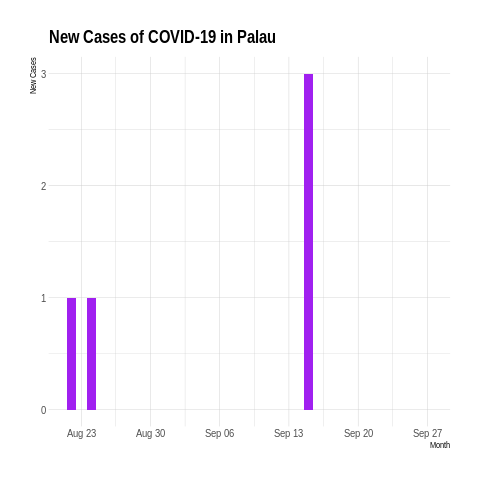 New Cases of COVID-19 in Palau
New Cases
3
2
1
0
Aug 23 Aug 30 Sep 06 Sep 13 Sep 20 Sep 27
Month